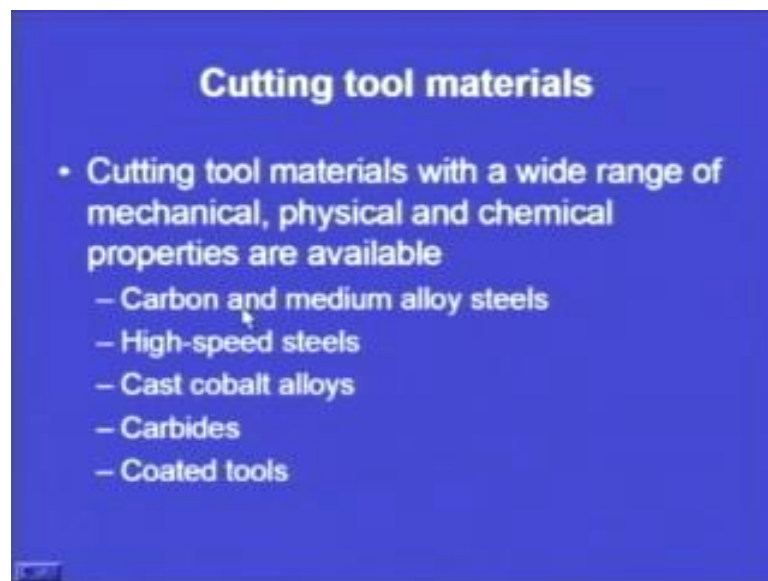 Cutting tool materials
• Cutting tool materials with a wide range of
mechanical, physical and chemical
properties are available
– Carbon and medium alloy steels
– High-speed steels
– Cast cobalt alloys
– Carbides
– Coated tools